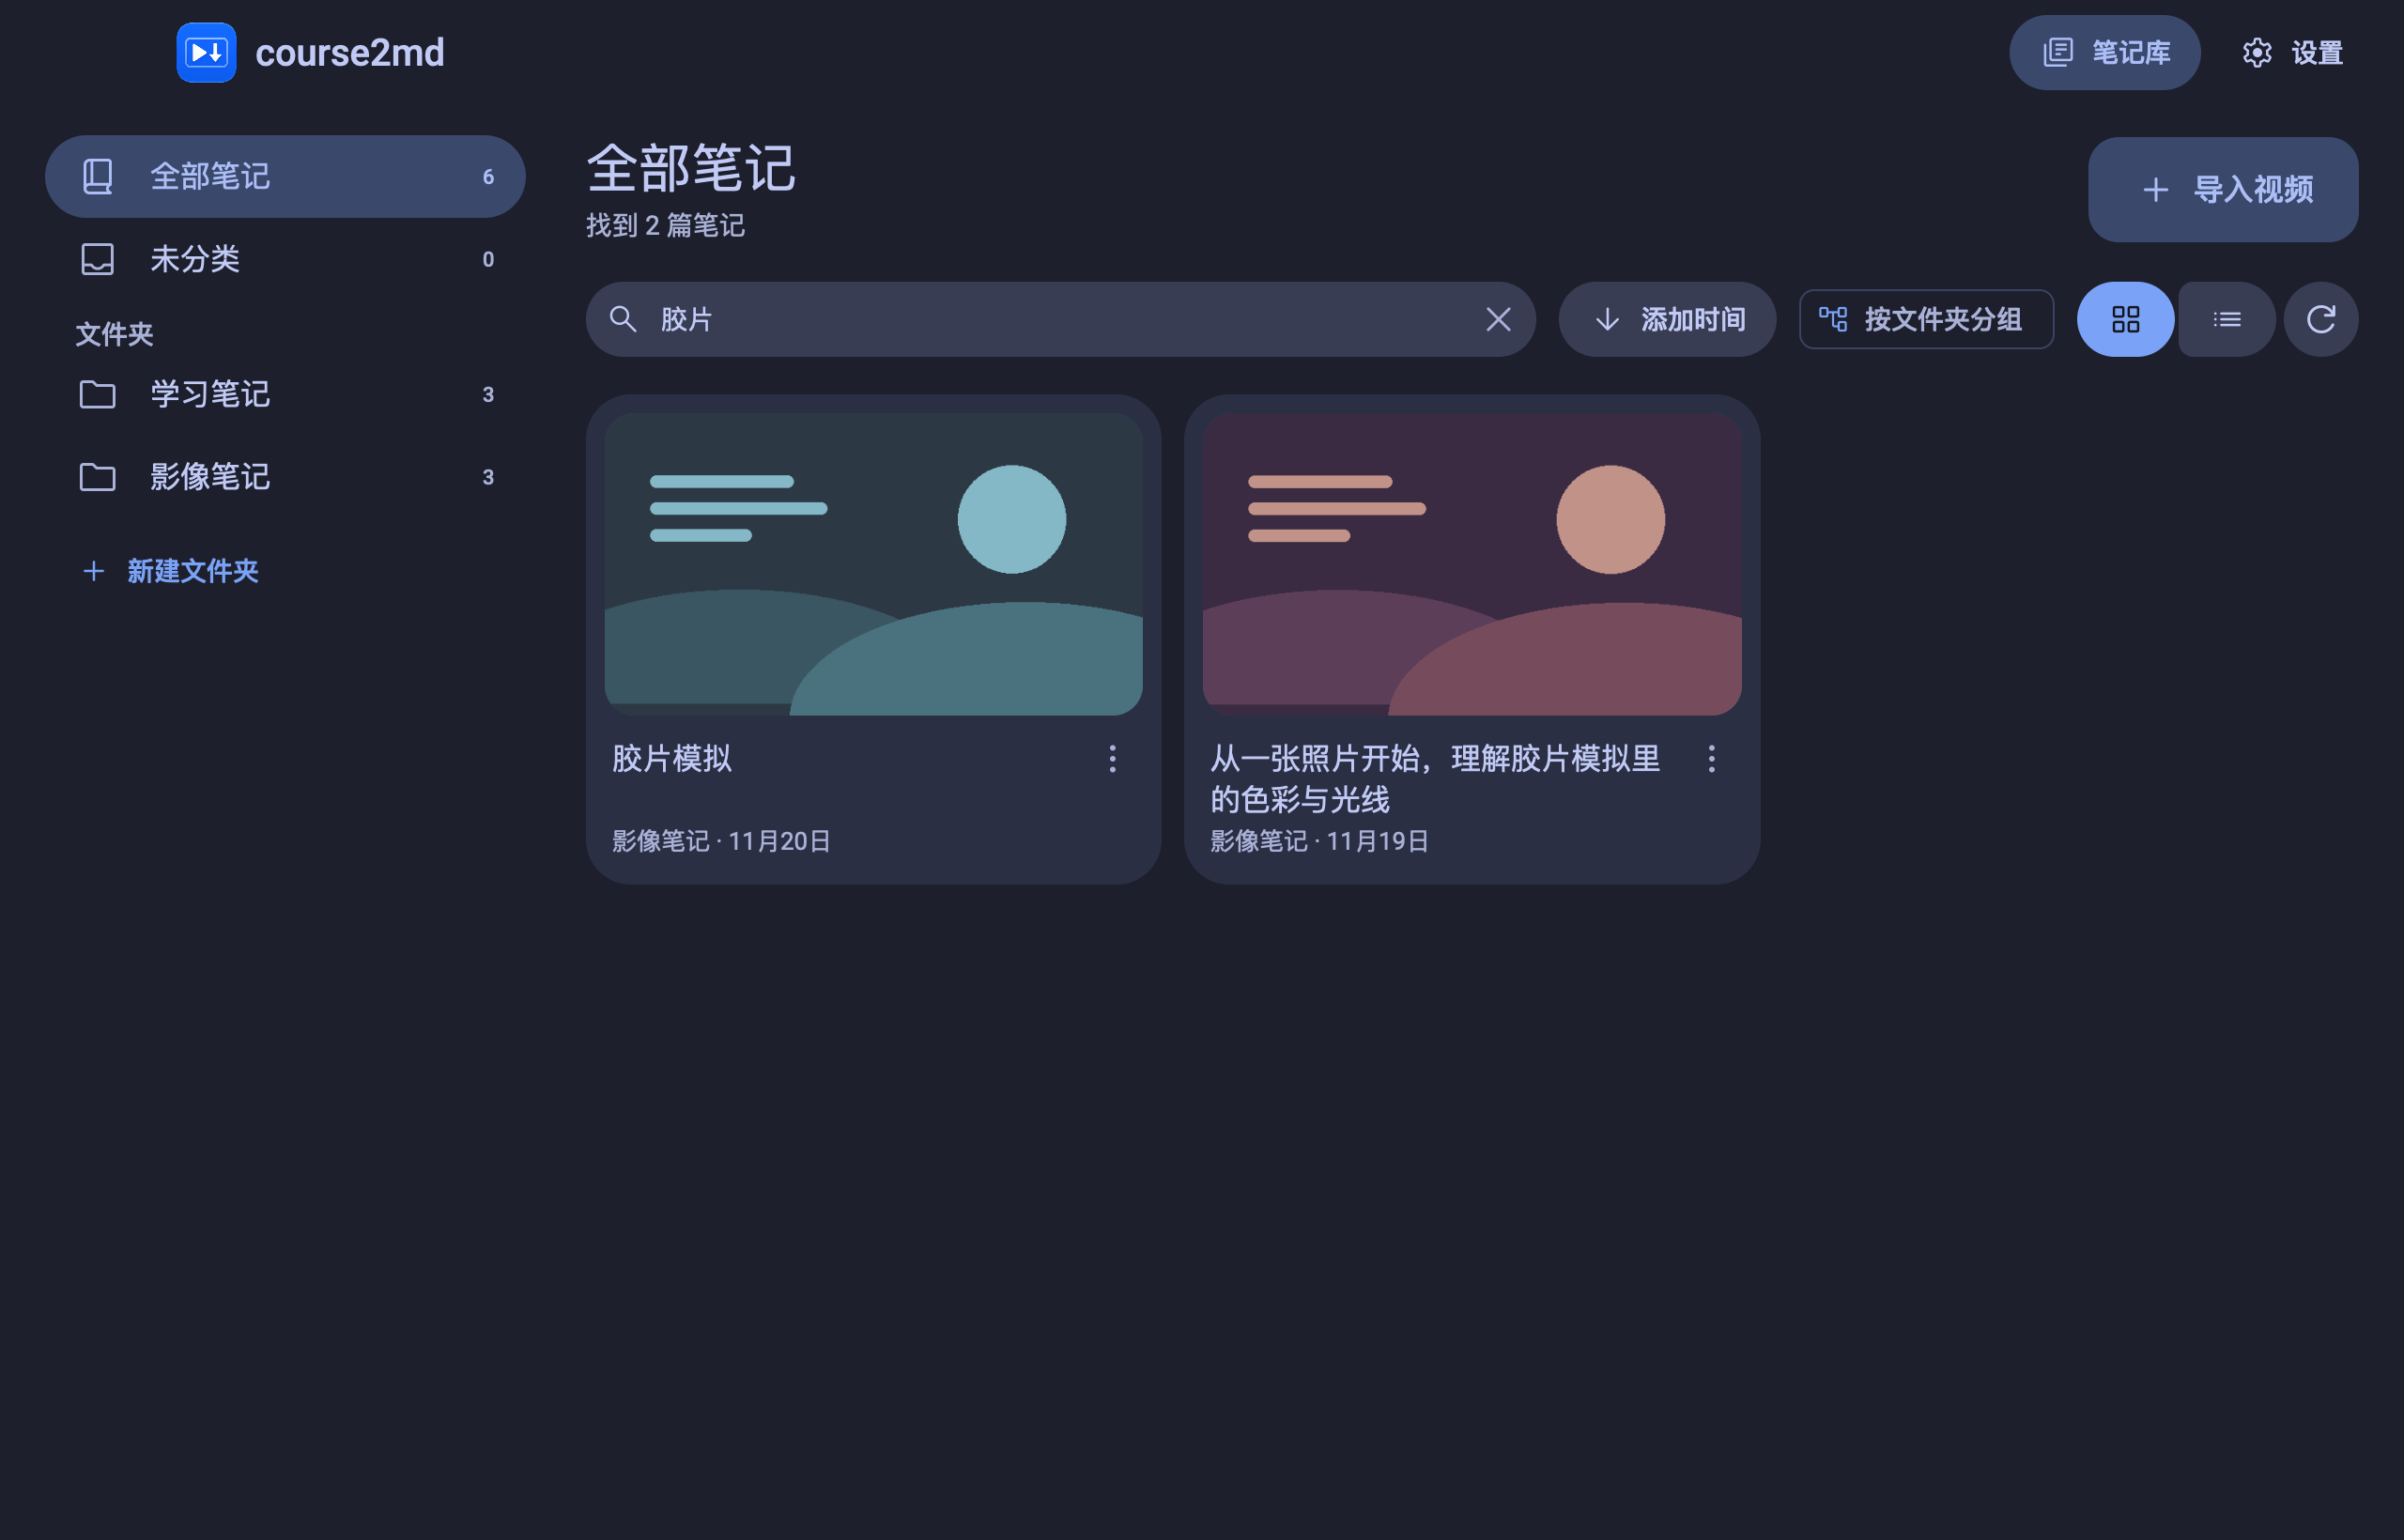 course2md
笔记库
设置
全部笔记 6
未分类 0
文件夹
学习笔记 3
影像笔记 3
新建文件夹
全部笔记
找到 2 篇笔记
导入视频
胶片
添加时间
按文件夹分组
胶片模拟
影像笔记 · 11月20日
从一张照片开始，理解胶片模拟里
的色彩与光线
影像笔记 · 11月19日